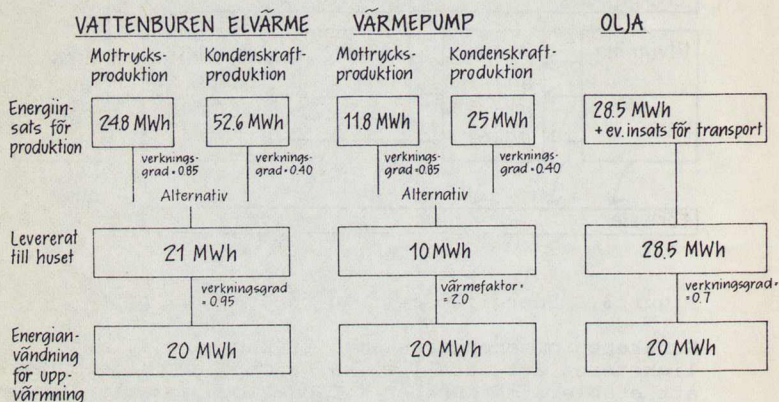 VATTENBUREN ELVÄRME
VÄRMEPUMP
OLJA
Mottrycks-
produktion
Kondenskraft-
produktion
Mottrycks-
produktion
Kondenskraft-
produktion
Energiin-
sats för
produktion
24.8 MWh
52.6 MWh
11.8 MWh
25 MWh
28.5 MWh
+ ev. insats för transport
verknings-
grad=0.85
verknings-
grad=0.40
verknings-
grad=0.85
verknings-
grad=0.40
Alternativ
Alternativ
Levererat
till huset
21 MWh
10 MWh
28.5 MWh
verkningsgrad
=0.95
värmefaktor=
=2.0
verkningsgrad=
=0.7
Energian-
vändning
för upp-
värmning
20 MWh
20 MWh
20 MWh